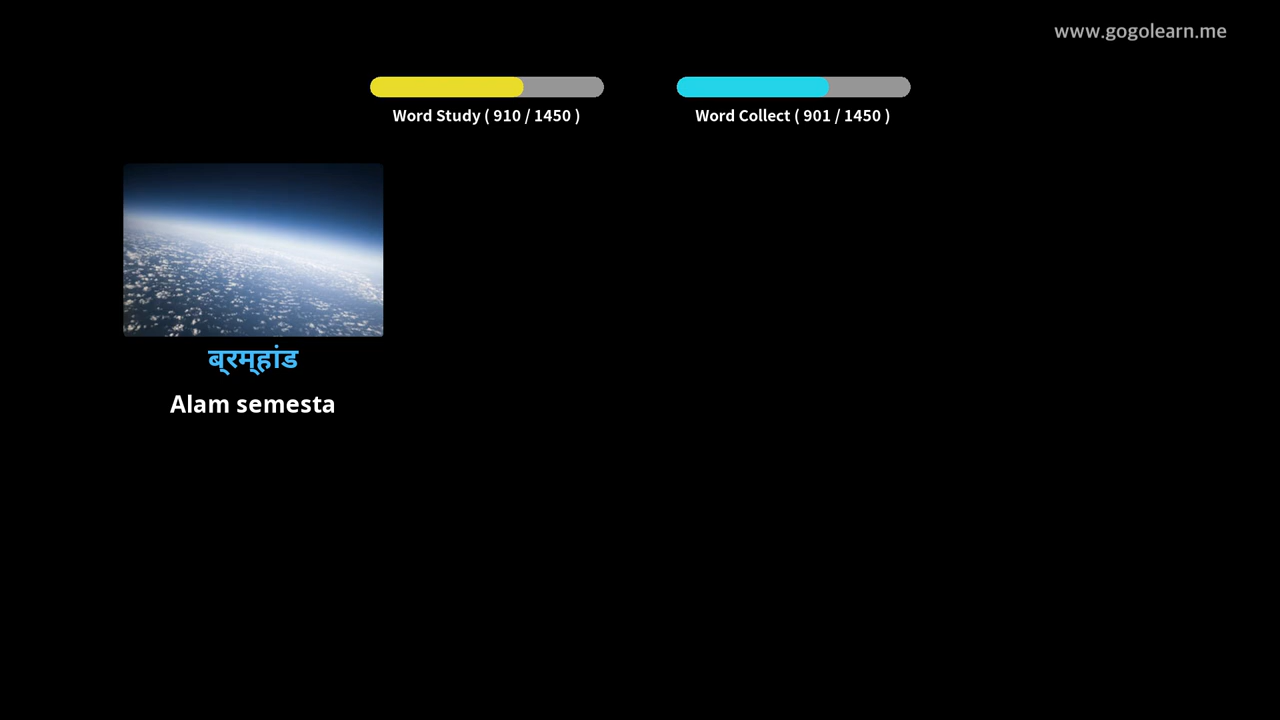 www.gogolearn.me
Word Study ( 910 / 1450 )
Word Collect ( 901 / 1450 )
ब्रम्हांड
Alam semesta